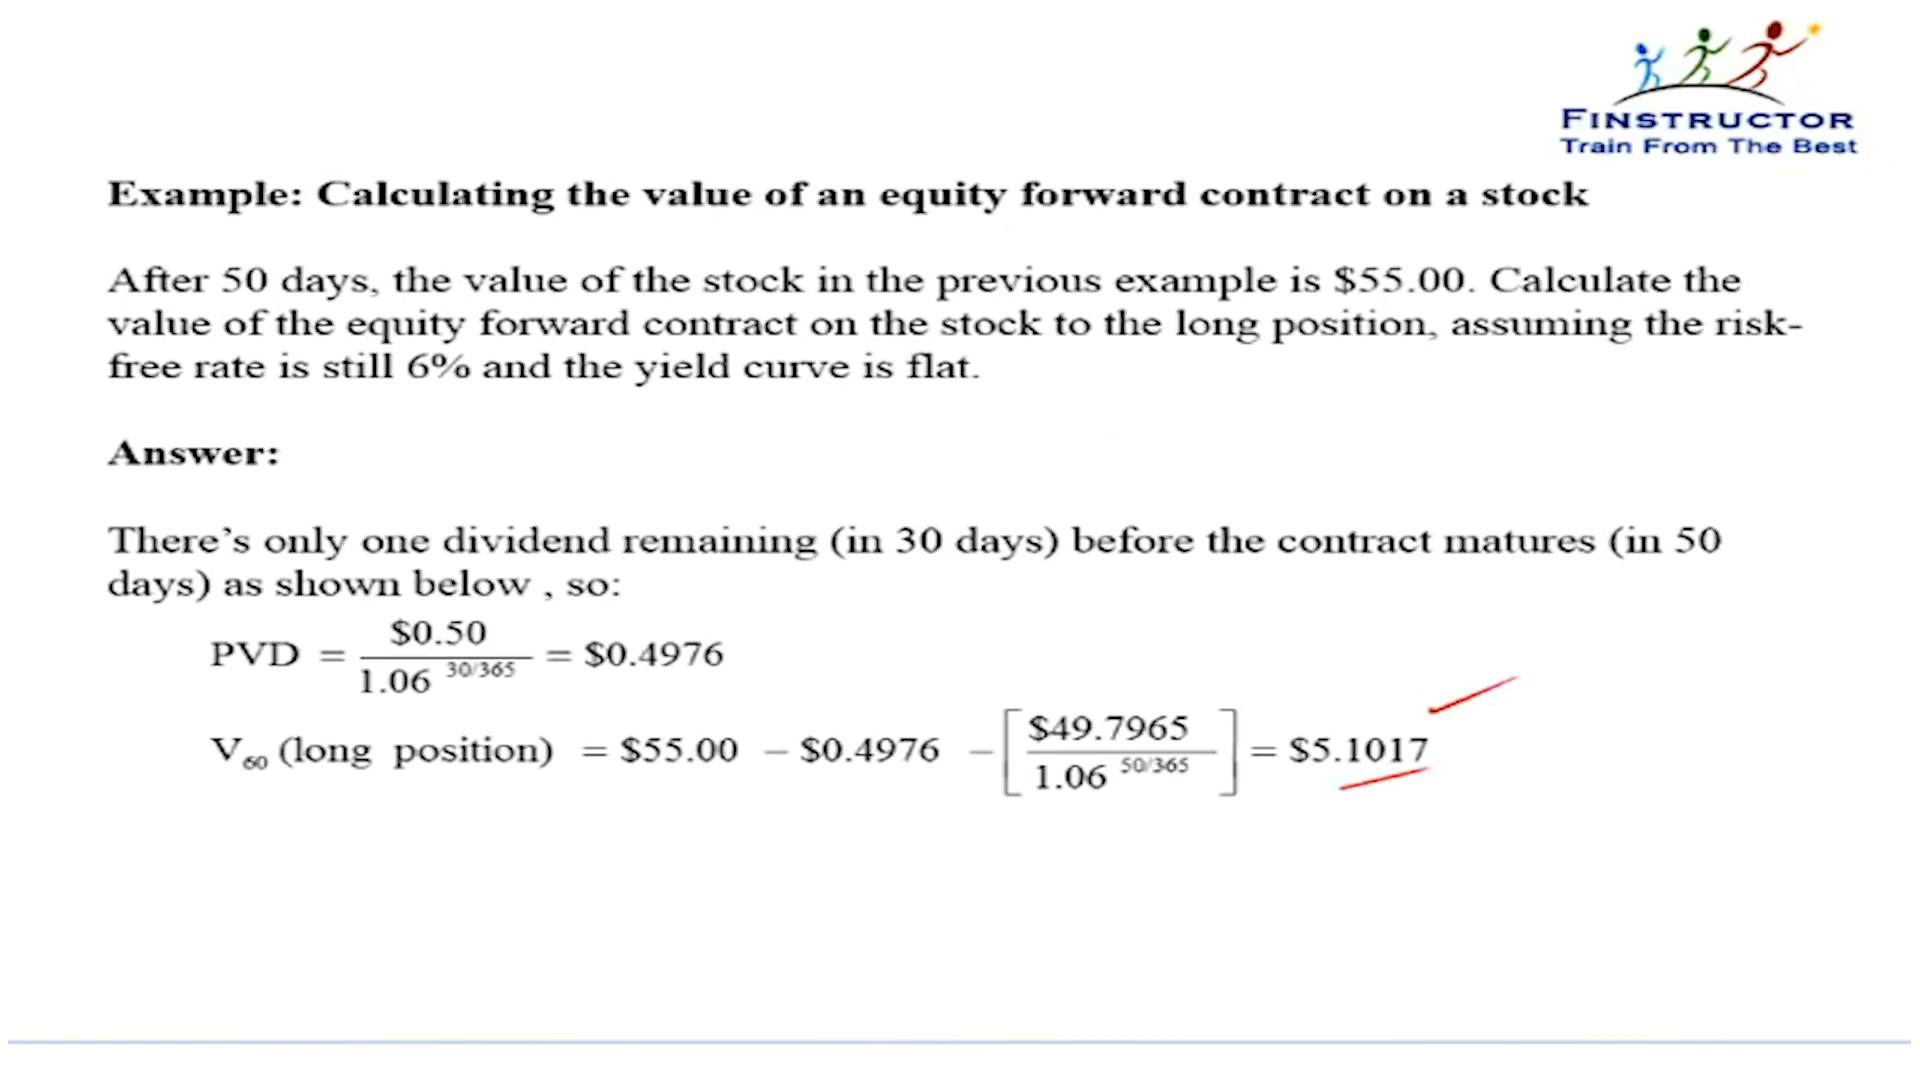 FINSTRUCTOR
Train From The Best
Example: Calculating the value of an equity forward contract on a stock
After 50 days, the value of the stock in the previous example is $55.00. Calculate the
value of the equity forward contract on the stock to the long position, assuming the risk-
free rate is still 6% and the yield curve is flat.
Answer:
There’s only one dividend remaining (in 30 days) before the contract matures (in 50
days) as shown below , so:
PVD = $0.50 / 1.06 ^30/365 = $0.4976
V60 (long position) = $55.00 – $0.4976 – [ $49.7965 / 1.06 ^50/365 ] = $5.1017